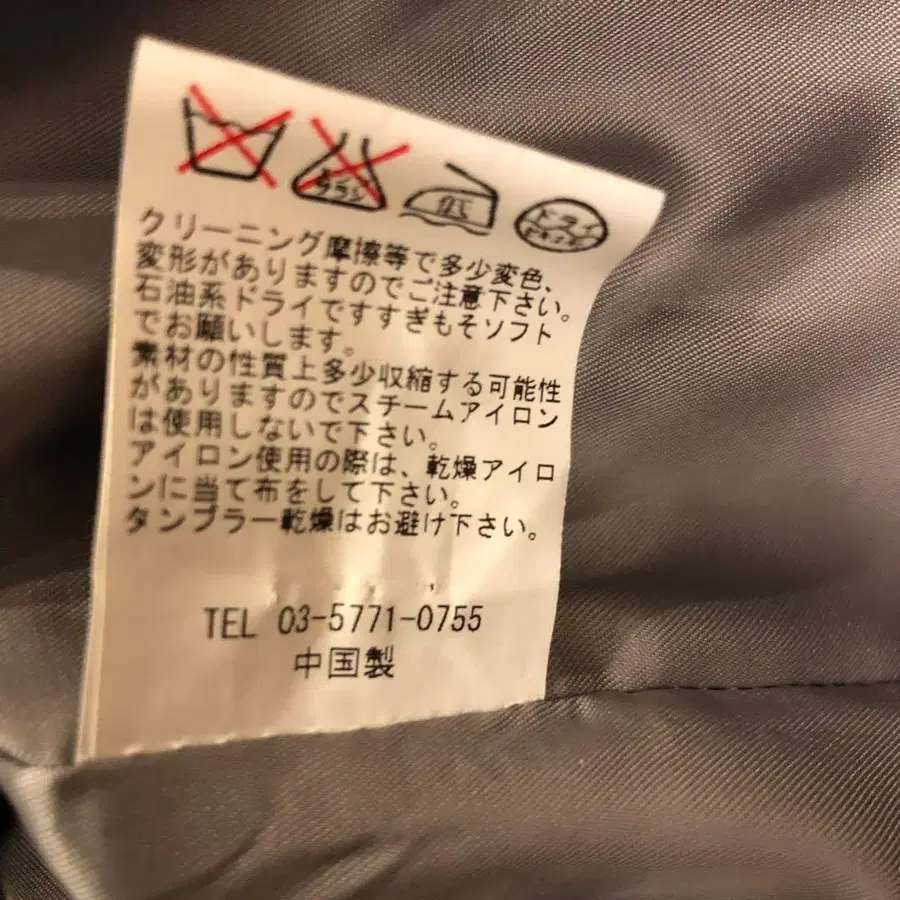 クリーニング摩擦等で多少変色、
変形がありますのでご注意下さい。
石油系ドライですすぎもそソフト
でお願いします。
素材の性質上多少収縮する可能性
がありますのでスチームアイロン
は使用しないで下さい。
アイロン使用の際は、乾燥アイロ
ンに当て布をして下さい。
タンブラー乾燥はお避け下さい。
TEL 03-5771-0755
中国製